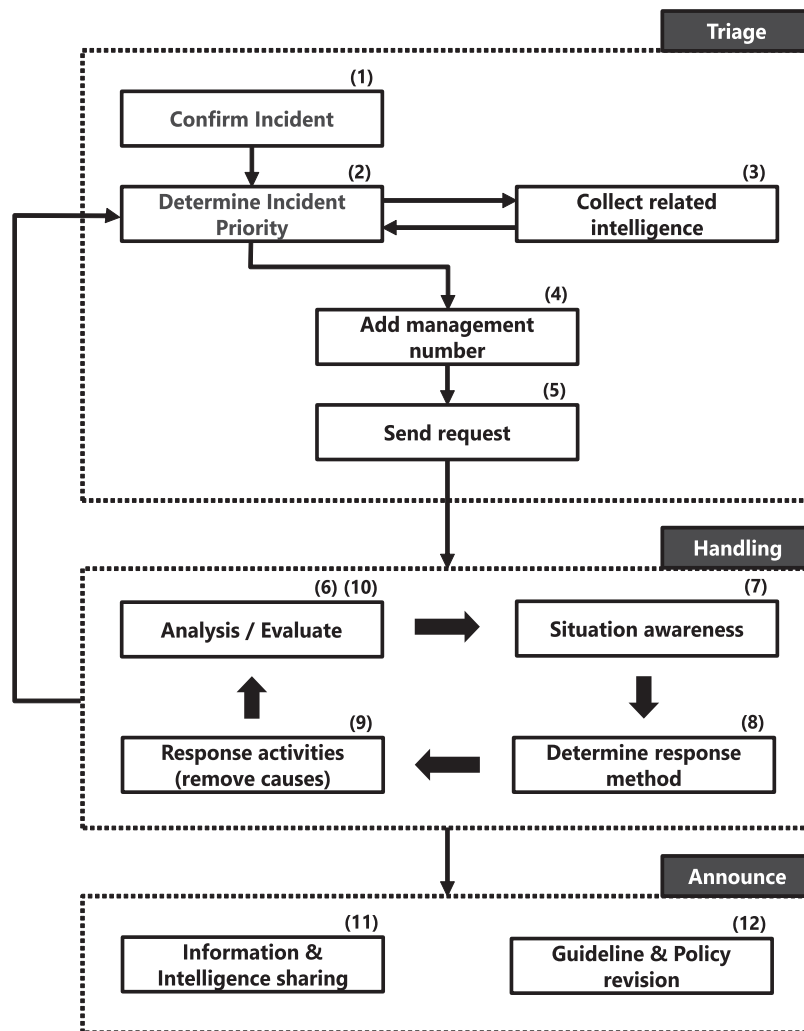 Triage
(1)
Confirm Incident
(2)
Determine Incident
Priority
(3)
Collect related
intelligence
(4)
Add management
number
(5)
Send request
Handling
(6) (10)
Analysis / Evaluate
(7)
Situation awareness
(9)
Response activities
(remove causes)
(8)
Determine response
method
Announce
(11)
Information &
Intelligence sharing
(12)
Guideline & Policy
revision